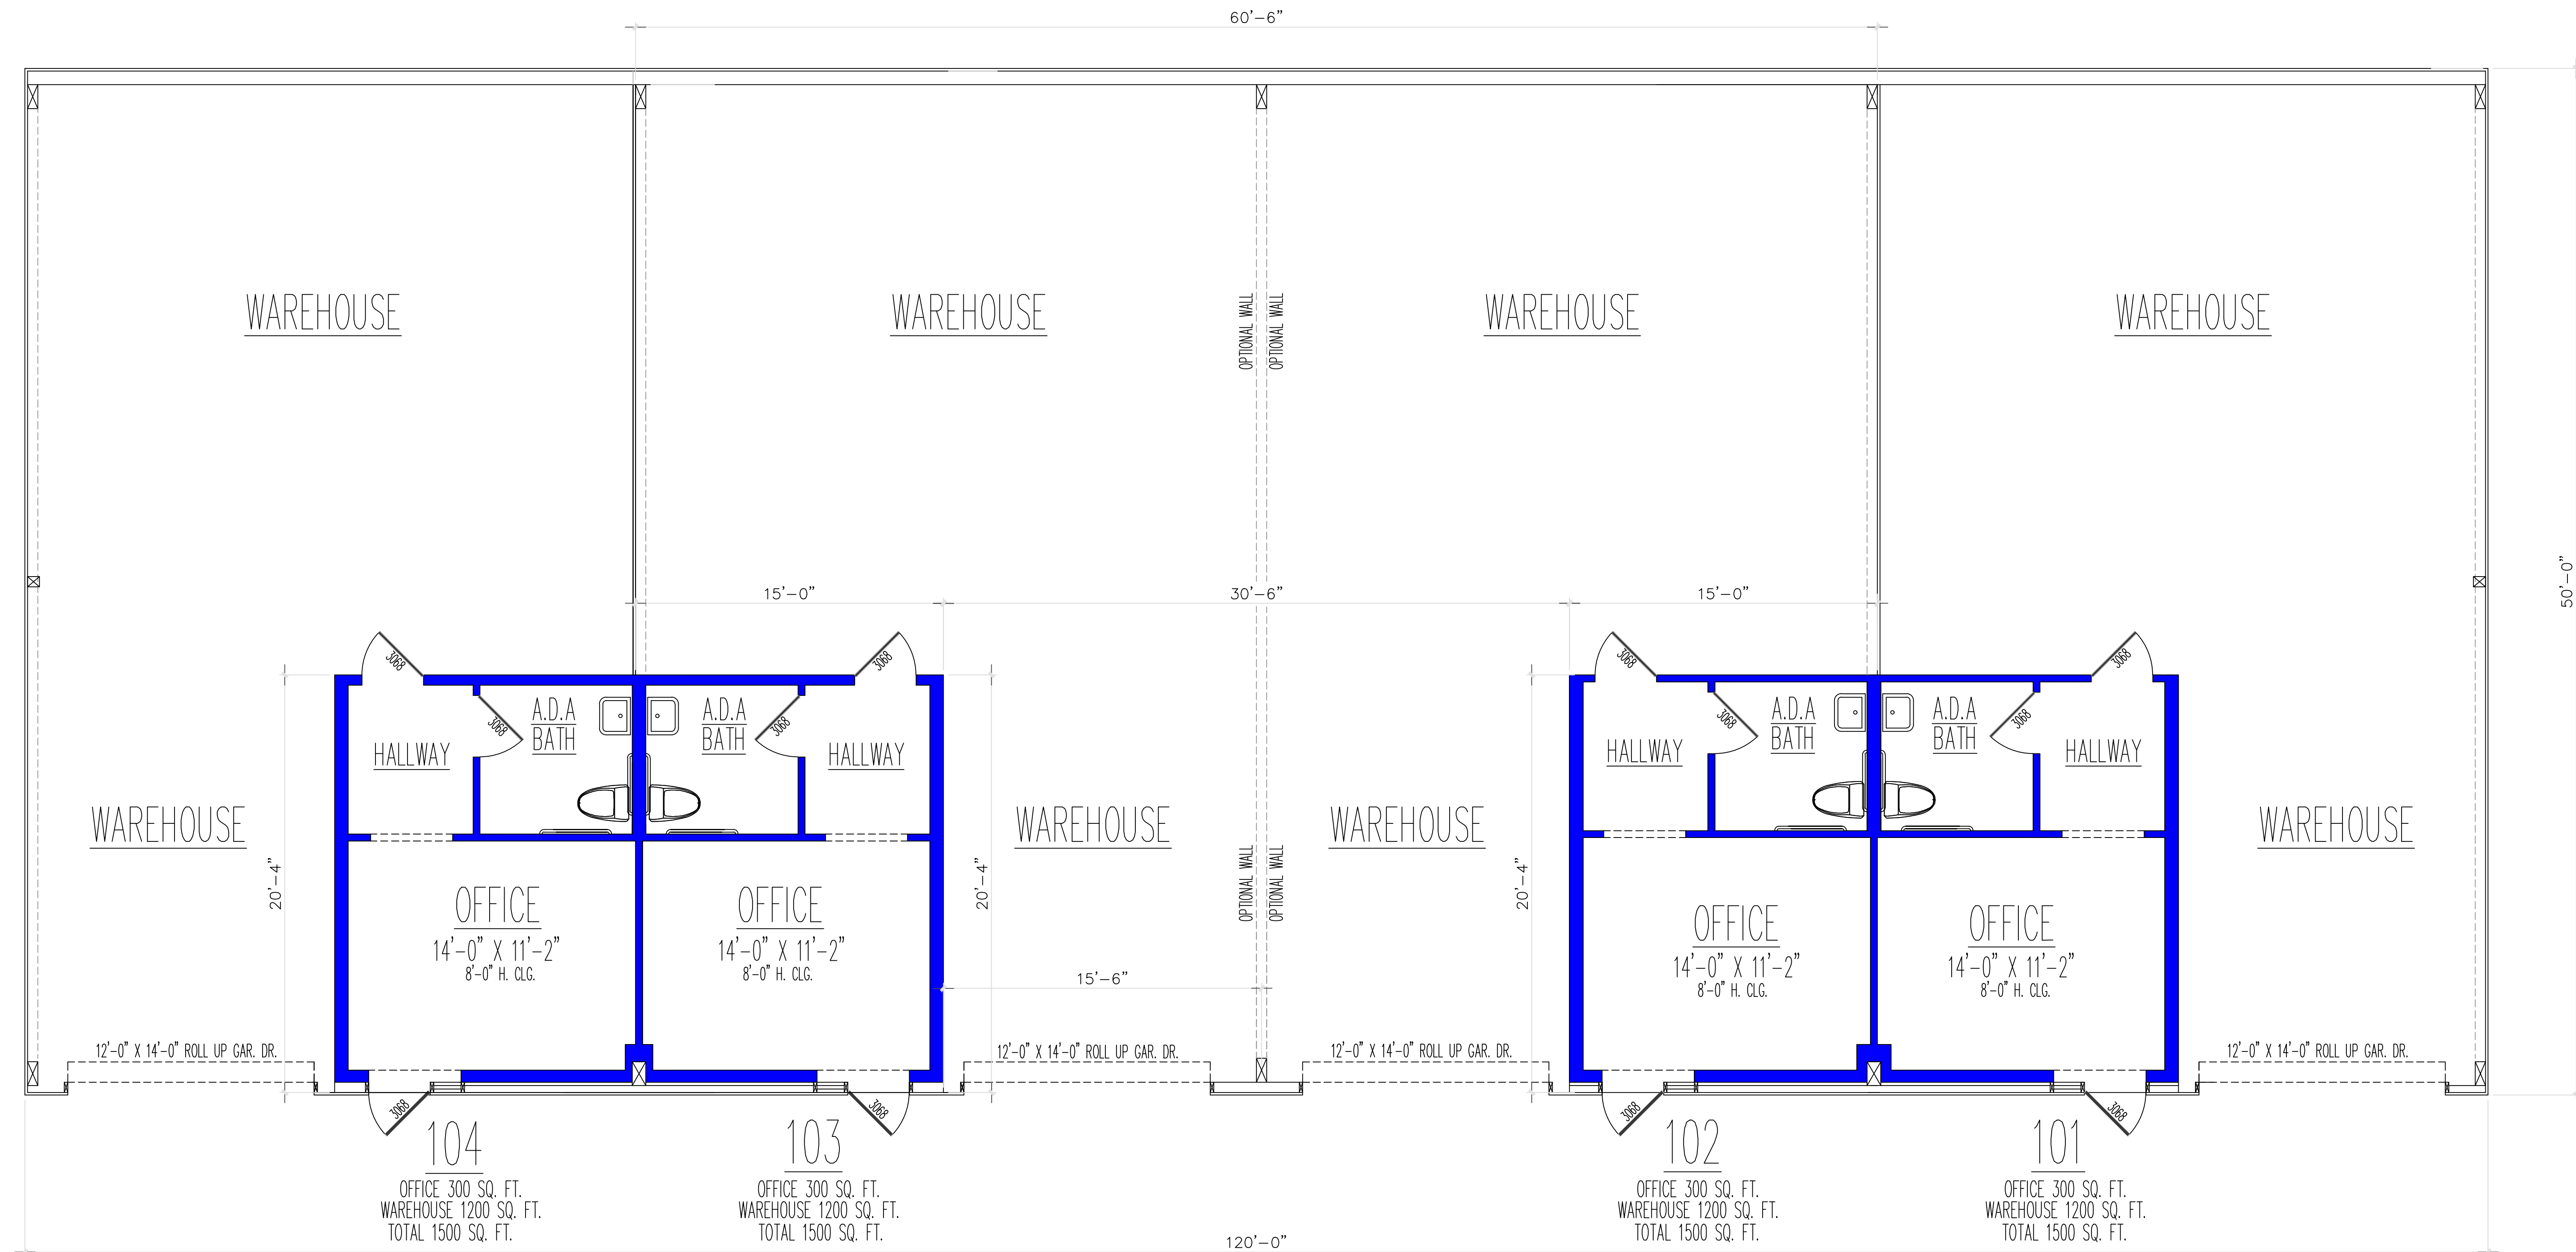 60'-6"
WAREHOUSE
WAREHOUSE
OPTIONAL WALL
OPTIONAL WALL
WAREHOUSE
WAREHOUSE
50'-0"
15'-0"
30'-6"
15'-0"
3068
3068
3068
3068
A.D.A
BATH
A.D.A
BATH
A.D.A
BATH
A.D.A
BATH
3068
3068
3068
3068
HALLWAY
HALLWAY
HALLWAY
HALLWAY
WAREHOUSE
WAREHOUSE
WAREHOUSE
WAREHOUSE
20'-4"
20'-4"
OPTIONAL WALL
OPTIONAL WALL
20'-4"
OFFICE
14'-0" X 11'-2"
8'-0" H. CLG.
OFFICE
14'-0" X 11'-2"
8'-0" H. CLG.
OFFICE
14'-0" X 11'-2"
8'-0" H. CLG.
OFFICE
14'-0" X 11'-2"
8'-0" H. CLG.
15'-6"
12'-0" X 14'-0" ROLL UP GAR. DR.
12'-0" X 14'-0" ROLL UP GAR. DR.
12'-0" X 14'-0" ROLL UP GAR. DR.
12'-0" X 14'-0" ROLL UP GAR. DR.
3068
3068
3068
3068
104
OFFICE 300 SQ. FT.
WAREHOUSE 1200 SQ. FT.
TOTAL 1500 SQ. FT.
103
OFFICE 300 SQ. FT.
WAREHOUSE 1200 SQ. FT.
TOTAL 1500 SQ. FT.
102
OFFICE 300 SQ. FT.
WAREHOUSE 1200 SQ. FT.
TOTAL 1500 SQ. FT.
101
OFFICE 300 SQ. FT.
WAREHOUSE 1200 SQ. FT.
TOTAL 1500 SQ. FT.
120'-0"